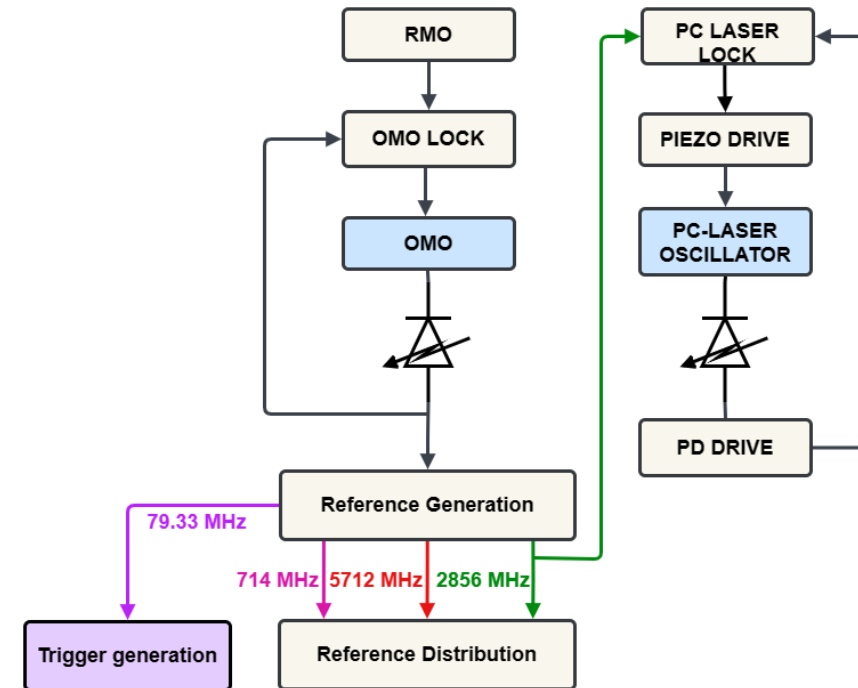 RMO
OMO LOCK
OMO
Reference Generation
79.33 MHz
714 MHz
5712 MHz
2856 MHz
Trigger generation
Reference Distribution
PC LASER
LOCK
PIEZO DRIVE
PC-LASER
OSCILLATOR
PD DRIVE